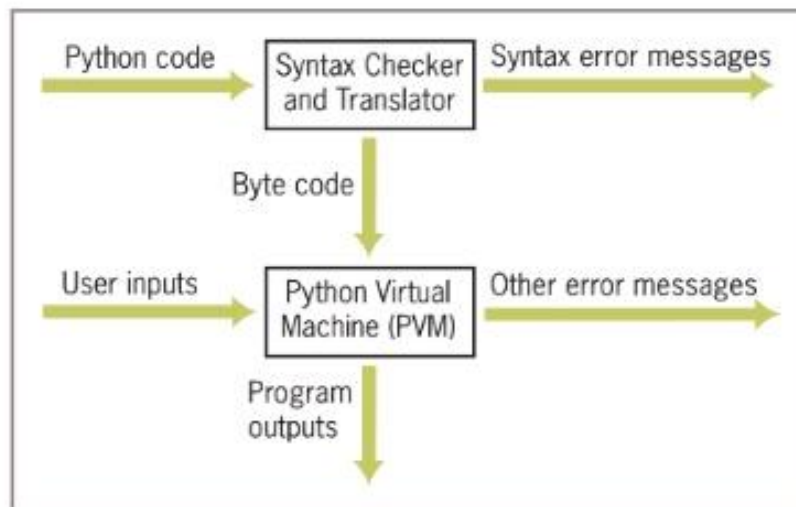 Python code
Syntax Checker
and Translator
Syntax error messages
Byte code
User inputs
Python Virtual
Machine (PVM)
Other error messages
Program
outputs